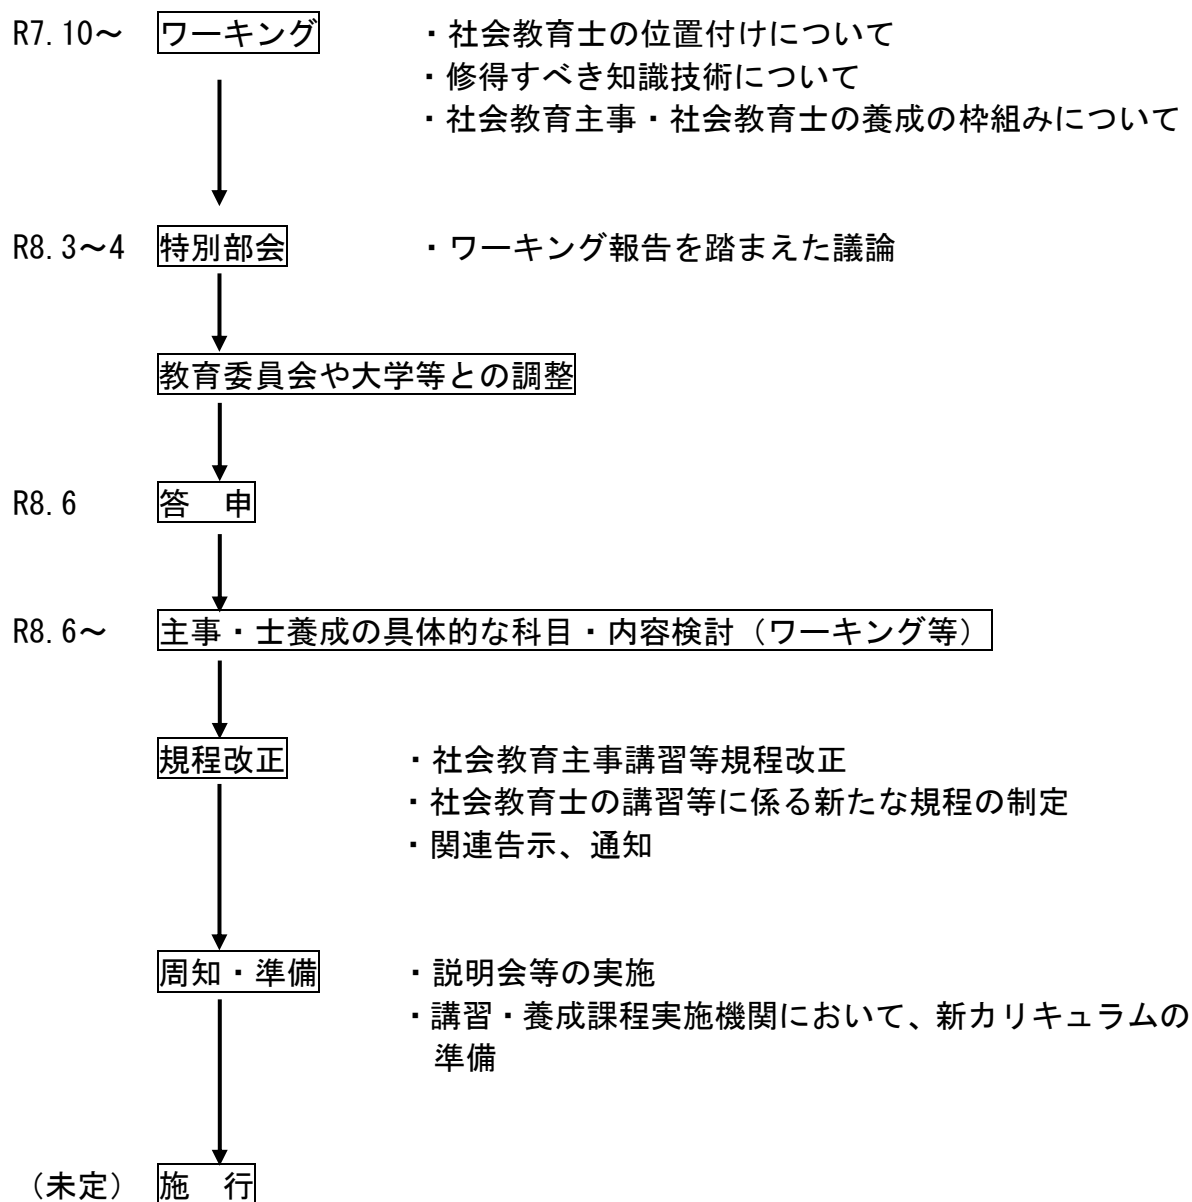 R7.10～ ワーキング ・社会教育士の位置付けについて
・修得すべき知識技術について
・社会教育主事・社会教育士の養成の枠組みについて
R8.3～4 特別部会 ・ワーキング報告を踏まえた議論
教育委員会や大学等との調整
R8.6 答　申
R8.6～ 主事・士養成の具体的な科目・内容検討（ワーキング等）
規程改正 ・社会教育主事講習等規程改正
・社会教育士の講習等に係る新たな規程の制定
・関連告示、通知
周知・準備 ・説明会等の実施
・講習・養成課程実施機関において、新カリキュラムの
準備
（未定） 施　行